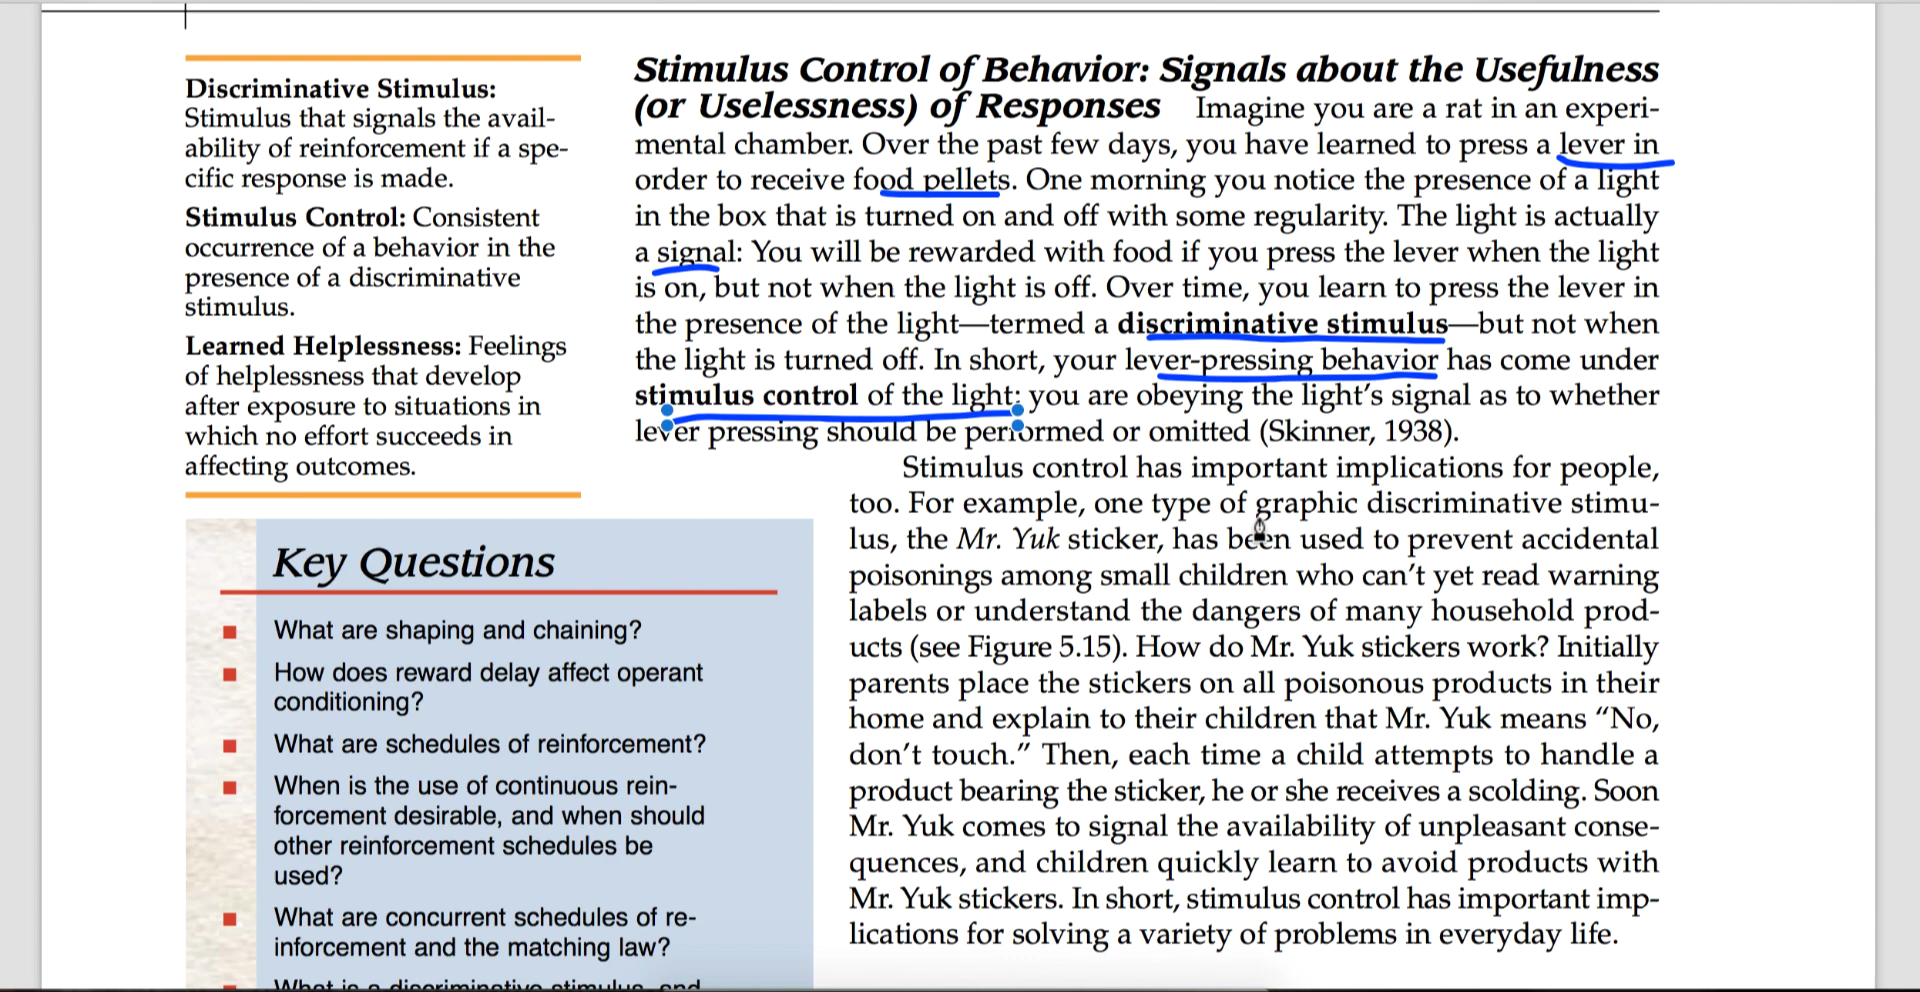 Discriminative Stimulus:
Stimulus that signals the avail-
ability of reinforcement if a spe-
cific response is made.
Stimulus Control: Consistent
occurrence of a behavior in the
presence of a discriminative
stimulus.
Learned Helplessness: Feelings
of helplessness that develop
after exposure to situations in
which no effort succeeds in
affecting outcomes.
Stimulus Control of Behavior: Signals about the Usefulness
(or Uselessness) of Responses Imagine you are a rat in an experi-
mental chamber. Over the past few days, you have learned to press a lever in
order to receive food pellets. One morning you notice the presence of a light
in the box that is turned on and off with some regularity. The light is actually
a signal: You will be rewarded with food if you press the lever when the light
is on, but not when the light is off. Over time, you learn to press the lever in
the presence of the light—termed a discriminative stimulus—but not when
the light is turned off. In short, your lever-pressing behavior has come under
stimulus control of the light: you are obeying the light's signal as to whether
lever pressing should be performed or omitted (Skinner, 1938).
Stimulus control has important implications for people,
too. For example, one type of graphic discriminative stimu-
lus, the Mr. Yuk sticker, has been used to prevent accidental
poisonings among small children who can't yet read warning
labels or understand the dangers of many household prod-
ucts (see Figure 5.15). How do Mr. Yuk stickers work? Initially
parents place the stickers on all poisonous products in their
home and explain to their children that Mr. Yuk means “No,
don't touch.” Then, each time a child attempts to handle a
product bearing the sticker, he or she receives a scolding. Soon
Mr. Yuk comes to signal the availability of unpleasant conse-
quences, and children quickly learn to avoid products with
Mr. Yuk stickers. In short, stimulus control has important imp-
lications for solving a variety of problems in everyday life.
Key Questions
What are shaping and chaining?
How does reward delay affect operant
conditioning?
What are schedules of reinforcement?
When is the use of continuous rein-
forcement desirable, and when should
other reinforcement schedules be
used?
What are concurrent schedules of re-
inforcement and the matching law?
What is a discriminative stimulus, and